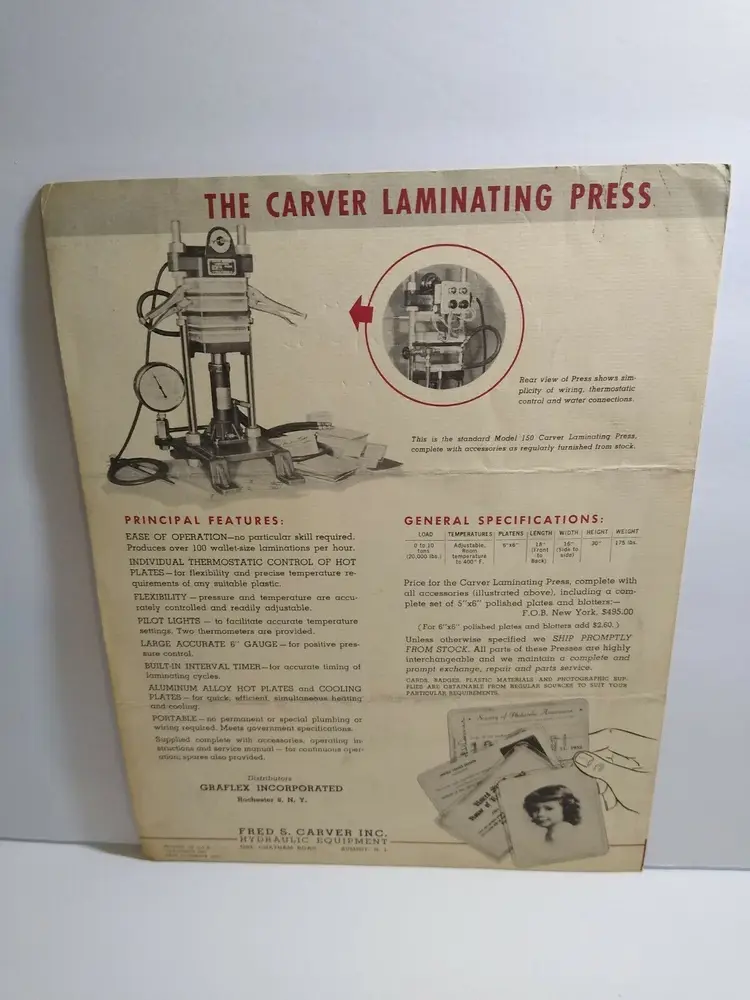 THE CARVER LAMINATING PRESS
Rear view of Press shows sim-
plicity of wiring, thermostatic
control and water connections.
This is the standard Model 150 Carver Laminating Press,
complete with accessories as regularly furnished from stock.
PRINCIPAL FEATURES:
EASE OF OPERATION—no particular skill required.
Produces over 100 wallet-size laminations per hour.
INDIVIDUAL THERMOSTATIC CONTROL OF HOT
PLATES—for flexibility and precise temperature re-
quirements of any suitable plastic.
FLEXIBILITY—pressure and temperature are accu-
rately controlled and readily adjustable.
PILOT LIGHTS—to facilitate accurate temperature
settings. Two thermometers are provided.
LARGE ACCURATE 6" GAUGE—for positive pres-
sure control.
BUILT-IN INTERVAL TIMER—for accurate timing of
laminating cycles.
ALUMINUM ALLOY HOT PLATES and COOLING
PLATES—for quick, efficient, simultaneous heating
and cooling.
PORTABLE—no permanent or special plumbing or
wiring required. Meets government specifications.
Supplied complete with accessories, operating in-
structions and service manual—for continuous oper-
ation; spares also provided.
Distributors
GRAFLEX INCORPORATED
Rochester 8, N. Y.
FRED S. CARVER INC.
HYDRAULIC EQUIPMENT
CHATHAM ROAD SUMMIT, N. J.
GENERAL SPECIFICATIONS:
LOAD TEMPERATURES PLATENS LENGTH WIDTH HEIGHT WEIGHT
0 to 10 tons (20,000 lbs.) Adjustable, Room temperature to 400° F. 6"x6" 18" (Front to Back) 16" (Side to side) 30" 175 lbs.
Price for the Carver Laminating Press, complete with
all accessories (illustrated above), including a com-
plete set of 5"x6" polished plates and blotters:—
F.O.B. New York, $495.00
(For 6"x6" polished plates and blotters add $2.60.)
Unless otherwise specified we SHIP PROMPTLY
FROM STOCK. All parts of these Presses are highly
interchangeable and we maintain a complete and
prompt exchange, repair and parts service.
CARDS, BADGES, PLASTIC MATERIALS AND PHOTOGRAPHIC SUP-
PLIES ARE OBTAINABLE FROM REGULAR SOURCES TO SUIT YOUR
PARTICULAR REQUIREMENTS.